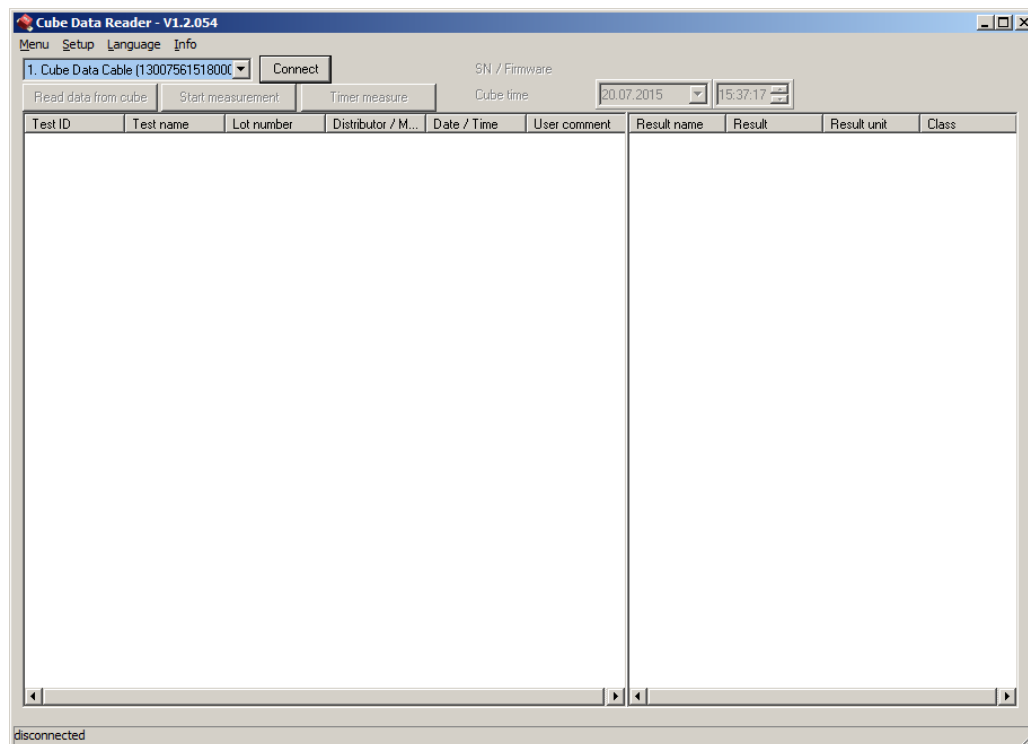 Cube Data Reader - V1.2.054
Menu Setup Language Info
1. Cube Data Cable (13007561518000 Connect SN / Firmware
Read data from cube Start measurement Timer measure Cube time 20.07.2015 15:37:17
Test ID Test name Lot number Distributor / M... Date / Time User comment Result name Result Result unit Class
disconnected